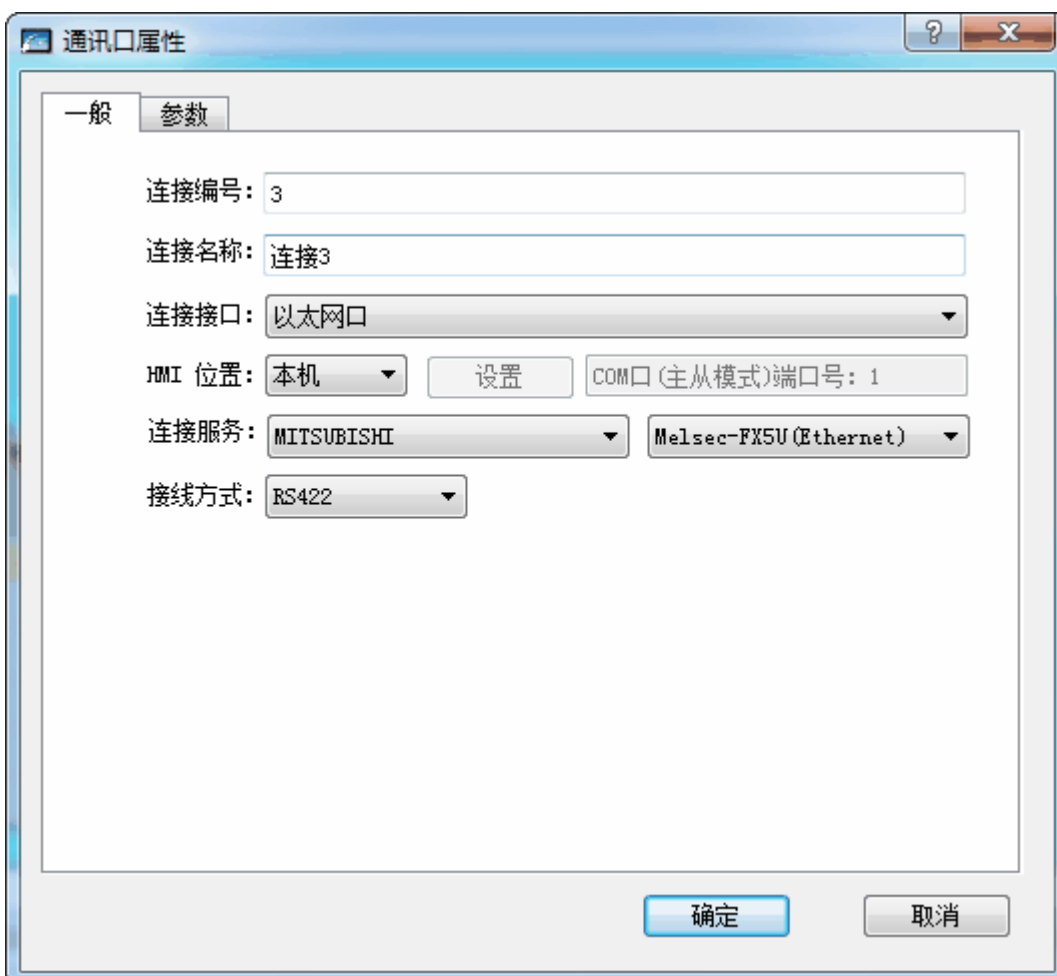 通讯口属性
一般 参数
连接编号: 3
连接名称: 连接3
连接接口: 以太网口
HMI 位置: 本机 设置 COM口(主从模式)端口号: 1
连接服务: MITSUBISHI Melsec-FX5U(Ethernet)
接线方式: RS422
确定 取消